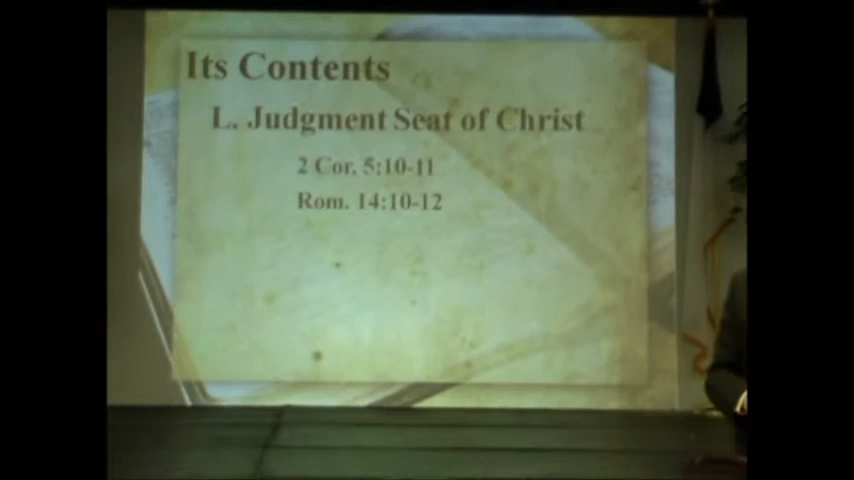 Its Contents
L. Judgment Seat of Christ
2 Cor. 5:10-11
Rom. 14:10-12